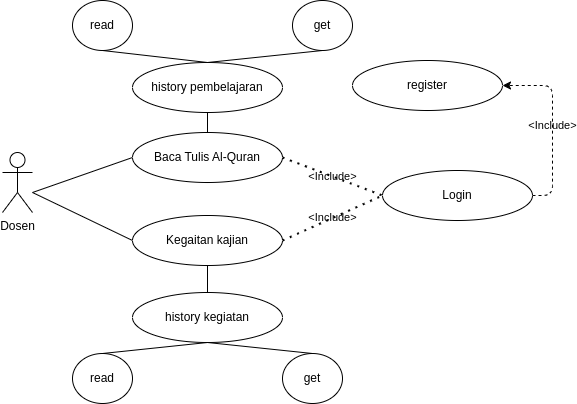 read
get
history pembelajaran
register
<Include>
Baca Tulis Al-Quran
<Include>
Login
Dosen
<Include>
Kegaitan kajian
history kegiatan
read
get